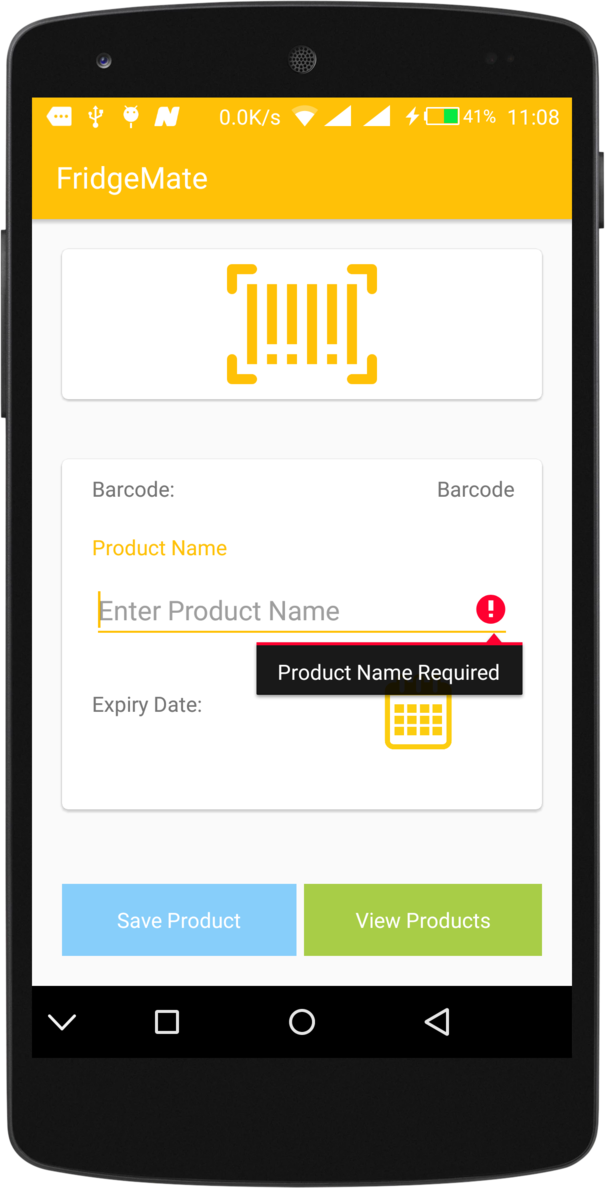 0.0K/s 41% 11:08
FridgeMate
Barcode: Barcode
Product Name
Enter Product Name
Product Name Required
Expiry Date:
Save Product View Products